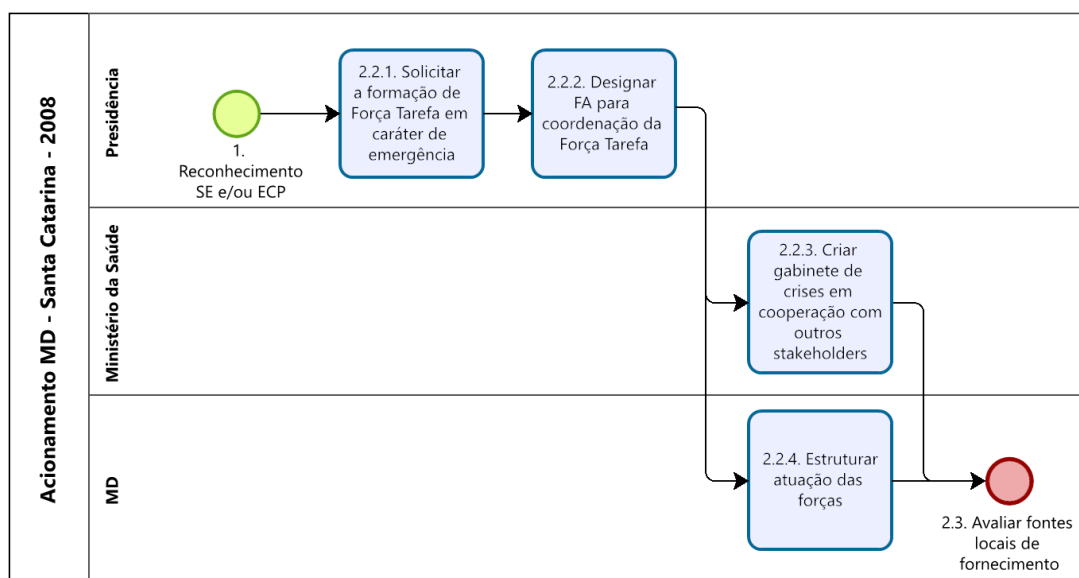 Acionamento MD - Santa Catarina - 2008
Presidência
1.
Reconhecimento
SE e/ou ECP
2.2.1. Solicitar
a formação de
Força Tarefa em
caráter de
emergência
2.2.2. Designar
FA para
coordenação da
Força Tarefa
Ministério da Saúde
2.2.3. Criar
gabinete de
crises em
cooperação com
outros
stakeholders
MD
2.2.4. Estruturar
atuação das
forças
2.3. Avaliar fontes
locais de
fornecimento